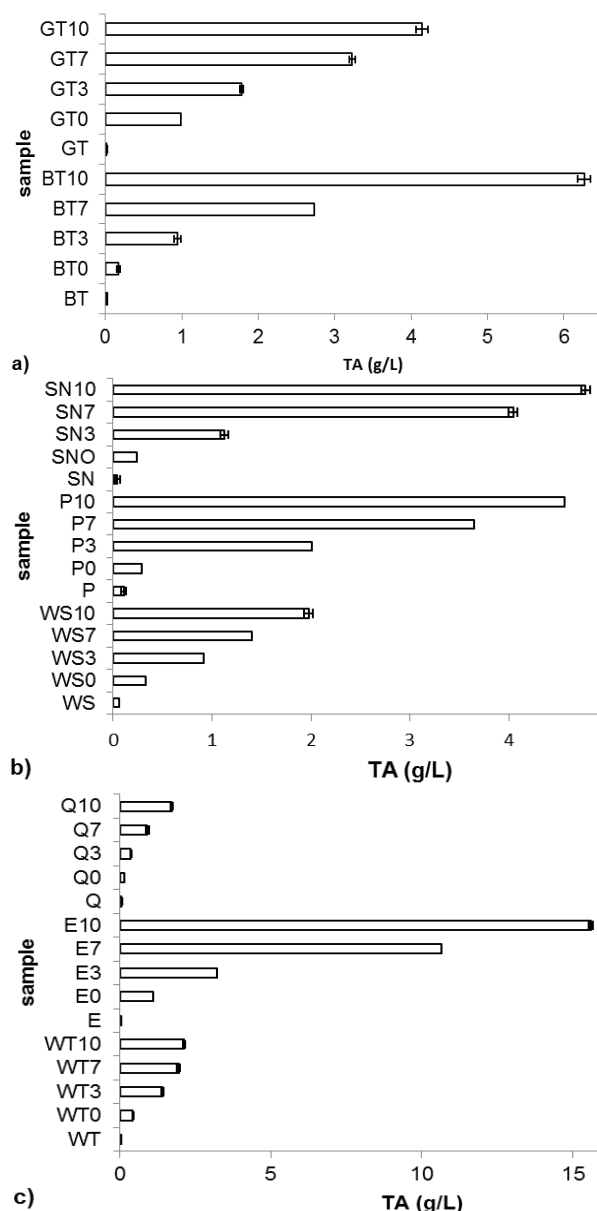 GT10
GT7
GT3
GT0
GT
BT10
BT7
BT3
BT0
BT
sample
0 1 2 3 4 5 6
a)
TA (g/L)
SN10
SN7
SN3
SNO
SN
P10
P7
P3
P0
P
WS10
WS7
WS3
WS0
WS
sample
0 1 2 3 4
b)
TA (g/L)
Q10
Q7
Q3
Q0
Q
E10
E7
E3
E0
E
WT10
WT7
WT3
WT0
WT
sample
0 5 10 15
c)
TA (g/L)